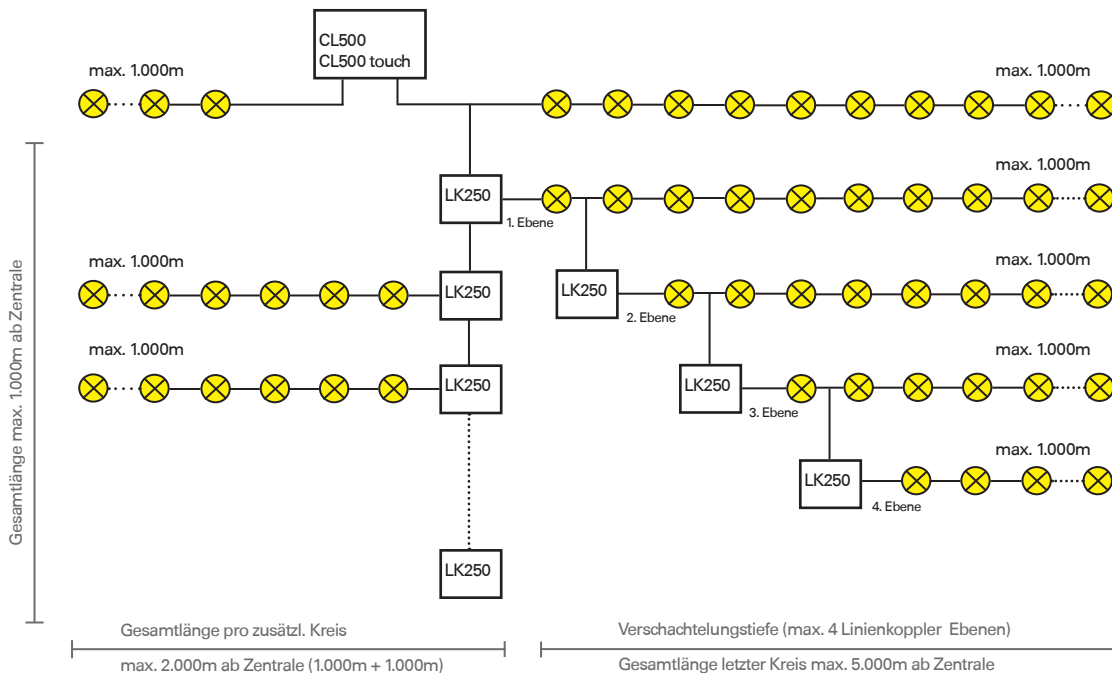 CL500
CL500 touch
max. 1.000m
max. 1.000m
max. 1.000m
LK250
1. Ebene
max. 1.000m
LK250
max. 1.000m
LK250
2. Ebene
max. 1.000m
LK250
max. 1.000m
LK250
3. Ebene
max. 1.000m
LK250
4. Ebene
LK250
Gesamtlänge max. 1.000m ab Zentrale
Gesamtlänge pro zusätzl. Kreis
max. 2.000m ab Zentrale (1.000m + 1.000m)
Verschachtelungstiefe (max. 4 Linienkoppler Ebenen)
Gesamtlänge letzter Kreis max. 5.000m ab Zentrale